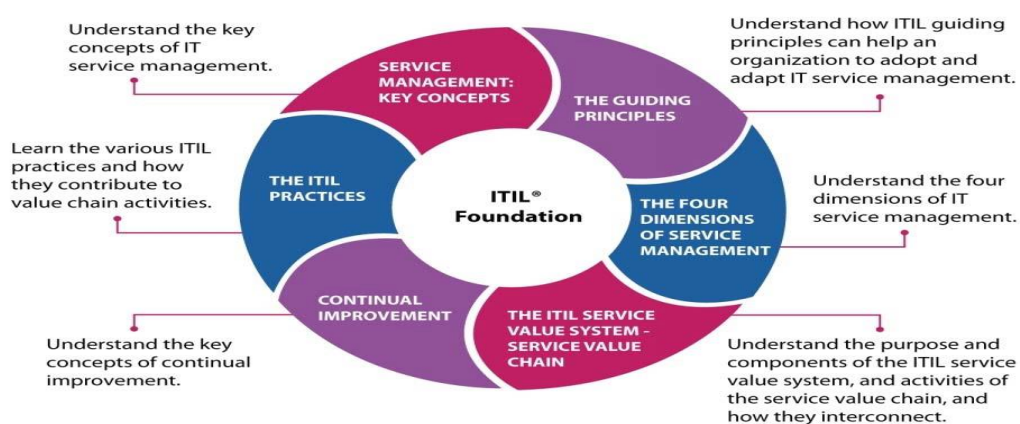 Understand the key
concepts of IT
service management.
SERVICE
MANAGEMENT:
KEY CONCEPTS
THE GUIDING
PRINCIPLES
Understand how ITIL guiding
principles can help an
organization to adopt and
adapt IT service management.
Learn the various ITIL
practices and how
they contribute to
value chain activities.
THE ITIL
PRACTICES
ITIL®
Foundation
THE FOUR
DIMENSIONS
OF SERVICE
MANAGEMENT
Understand the four
dimensions of IT
service management.
CONTINUAL
IMPROVEMENT
THE ITIL SERVICE
VALUE SYSTEM -
SERVICE VALUE
CHAIN
Understand the key
concepts of continual
improvement.
Understand the purpose and
components of the ITIL service
value system, and activities of
the service value chain, and
how they interconnect.